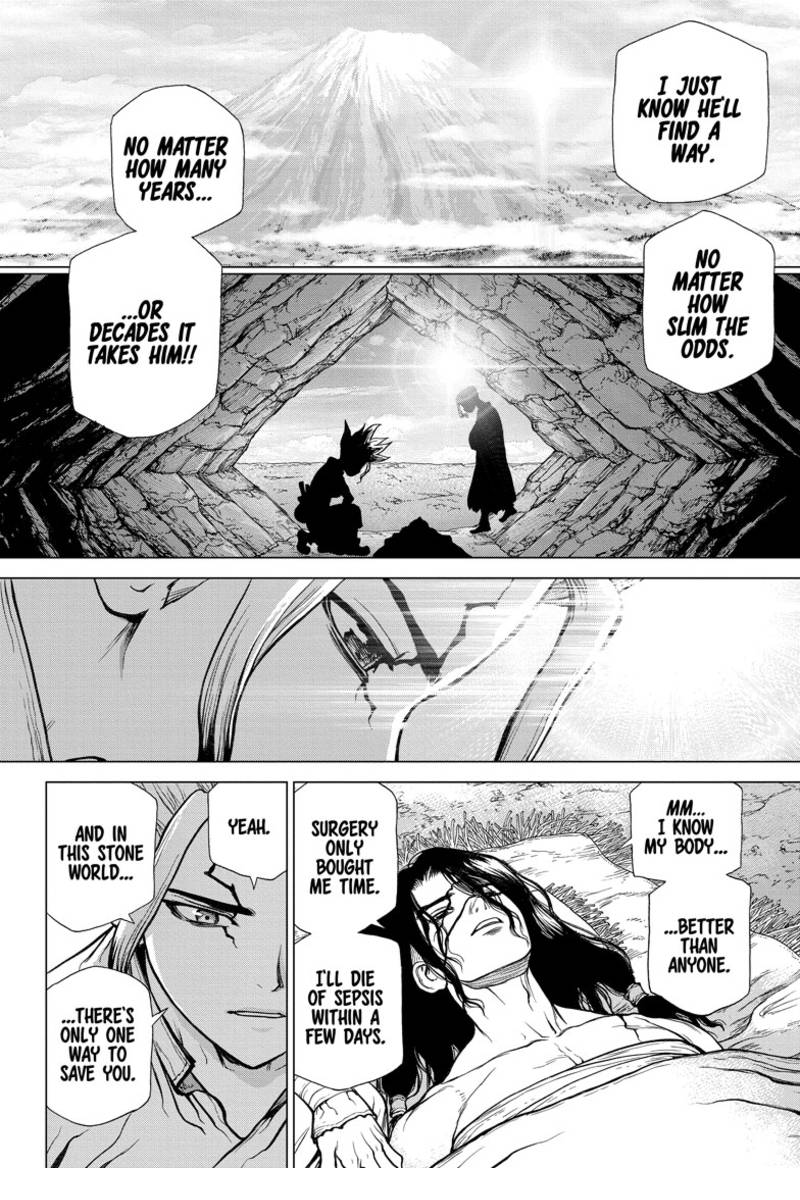 I JUST
KNOW HE'LL
FIND A
WAY.
NO
MATTER
HOW
SLIM THE
ODDS.
NO MATTER
HOW MANY
YEARS...
...OR
DECADES IT
TAKES HIM!!
MM...
I KNOW
MY BODY...
...BETTER
THAN
ANYONE.
SURGERY
ONLY
BOUGHT
ME TIME.
I'LL DIE
OF SEPSIS
WITHIN A
FEW DAYS.
YEAH.
AND IN
THIS STONE
WORLD...
...THERE'S
ONLY ONE
WAY TO
SAVE YOU.